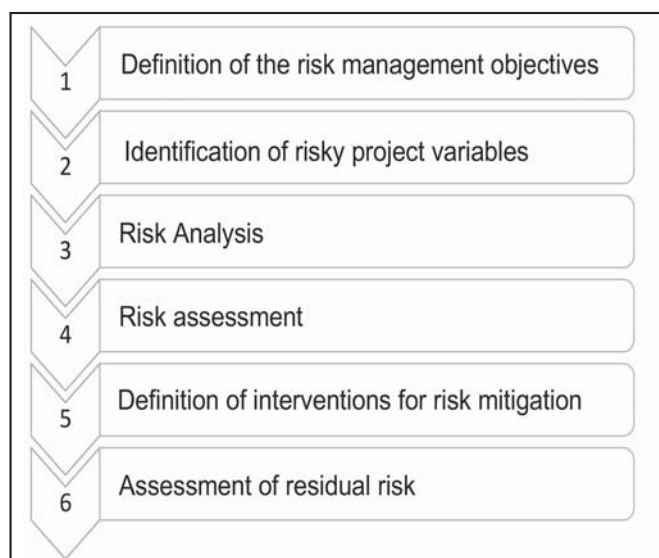 1 Definition of the risk management objectives
2 Identification of risky project variables
3 Risk Analysis
4 Risk assessment
5 Definition of interventions for risk mitigation
6 Assessment of residual risk